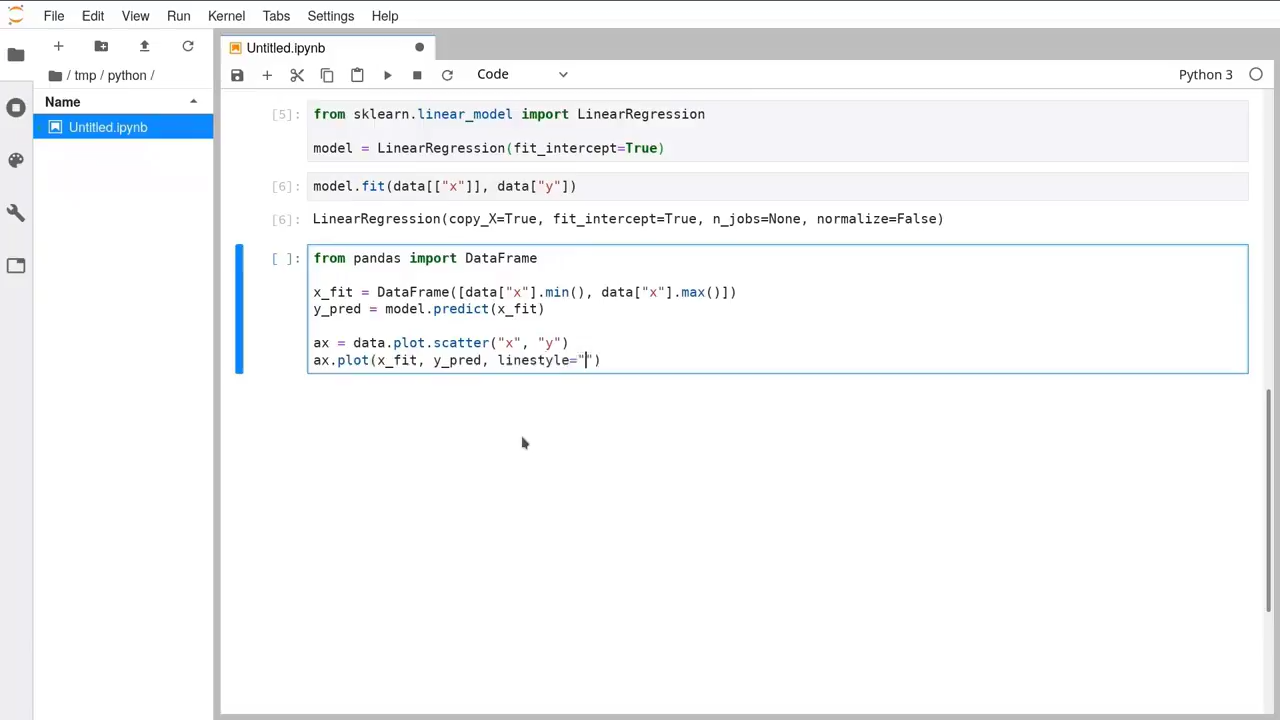 File Edit View Run Kernel Tabs Settings Help
/ tmp / python /
Name
Untitled.ipynb
Untitled.ipynb
Code
Python 3
[5]:
from sklearn.linear_model import LinearRegression
model = LinearRegression(fit_intercept=True)
[6]:
model.fit(data[["x"]], data["y"])
[6]:
LinearRegression(copy_X=True, fit_intercept=True, n_jobs=None, normalize=False)
[ ]:
from pandas import DataFrame
x_fit = DataFrame([data["x"].min(), data["x"].max()])
y_pred = model.predict(x_fit)
ax = data.plot.scatter("x", "y")
ax.plot(x_fit, y_pred, linestyle="")